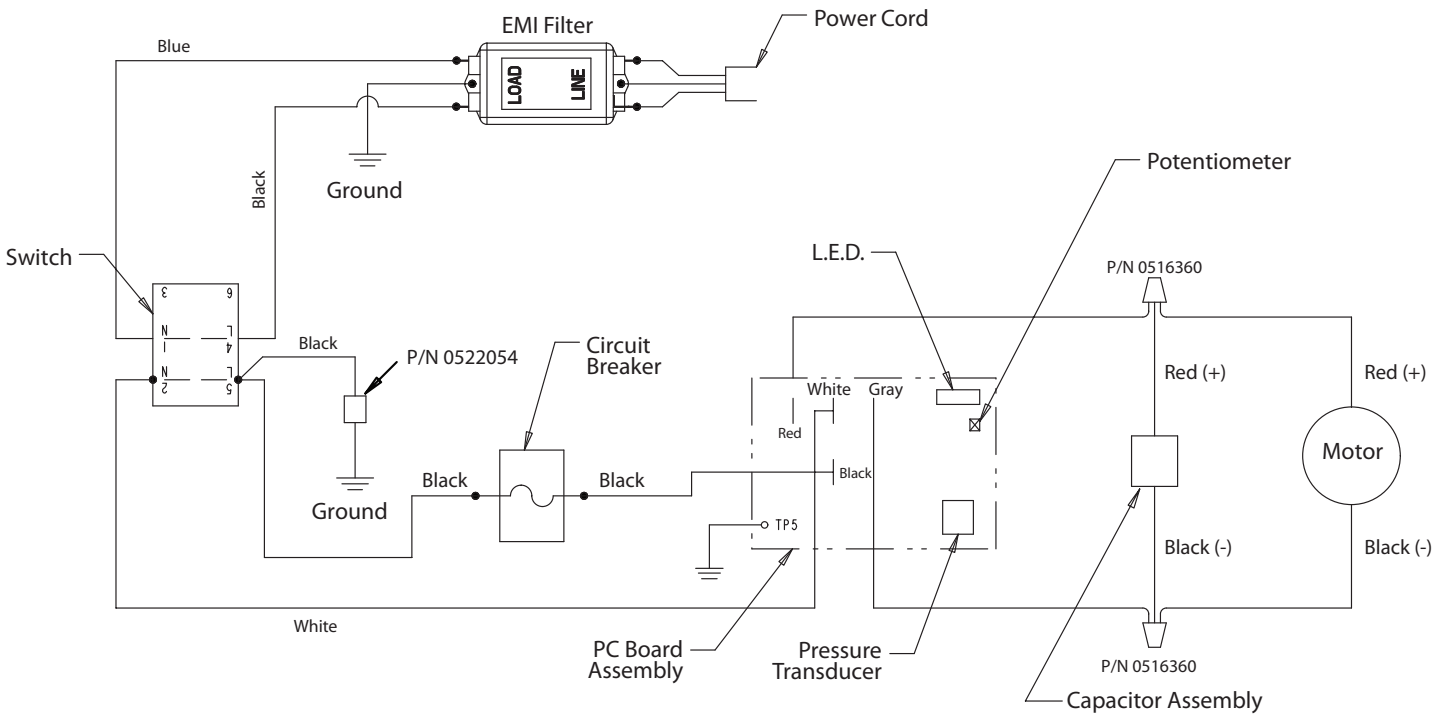 EMI Filter
Power Cord
Blue
LOAD
LINE
Ground
Black
Switch
3
6
N
L
1
4
N
L
2
5
Black
P/N 0522054
Ground
Circuit
Breaker
Black
Black
White
L.E.D.
Potentiometer
White
Gray
Red
Black
TP5
PC Board
Assembly
Pressure
Transducer
P/N 0516360
Red (+)
Red (+)
Motor
Black (-)
Black (-)
P/N 0516360
Capacitor Assembly